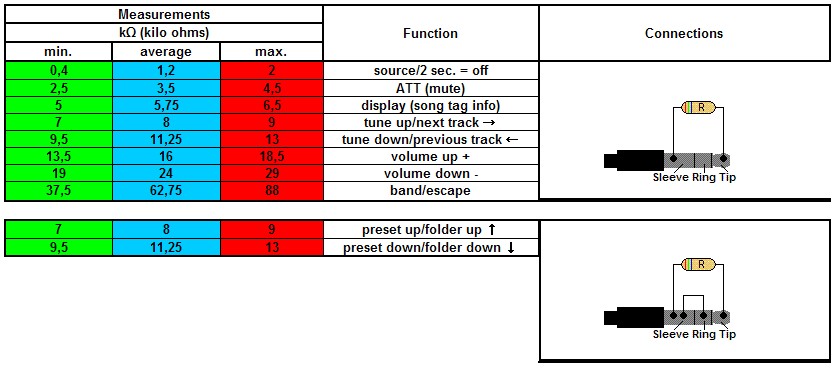 Measurements
kΩ (kilo ohms) Function Connections
min. average max.
0,4 1,2 2 source/2 sec. = off
2,5 3,5 4,5 ATT (mute)
5 5,75 6,5 display (song tag info)
7 8 9 tune up/next track →
9,5 11,25 13 tune down/previous track ←
13,5 16 18,5 volume up +
19 24 29 volume down -
37,5 62,75 88 band/escape
R
Sleeve Ring Tip
7 8 9 preset up/folder up ↑
9,5 11,25 13 preset down/folder down ↓
R
Sleeve Ring Tip